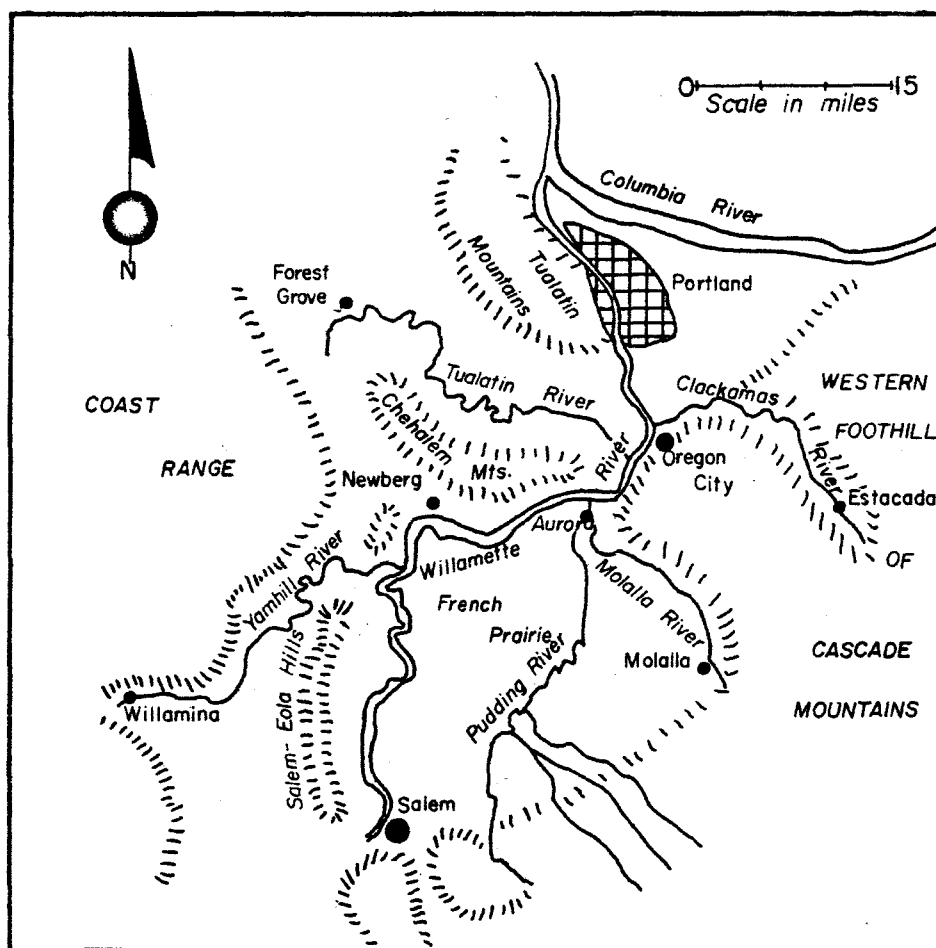 0 15
Scale in miles
Columbia River
N
Forest
Grove
Mountains
Tualatin
Portland
Tualatin River
Clackamas
River
WESTERN
FOOTHILL
COAST
RANGE
Chehalem
Mts.
Newberg
River
Oregon
City
Estacada
Aurora
OF
Willamette
Yamhill River
French
Prairie
Molalla River
Molalla
CASCADE
MOUNTAINS
Pudding River
Salem-Eola Hills
Willamina
Salem